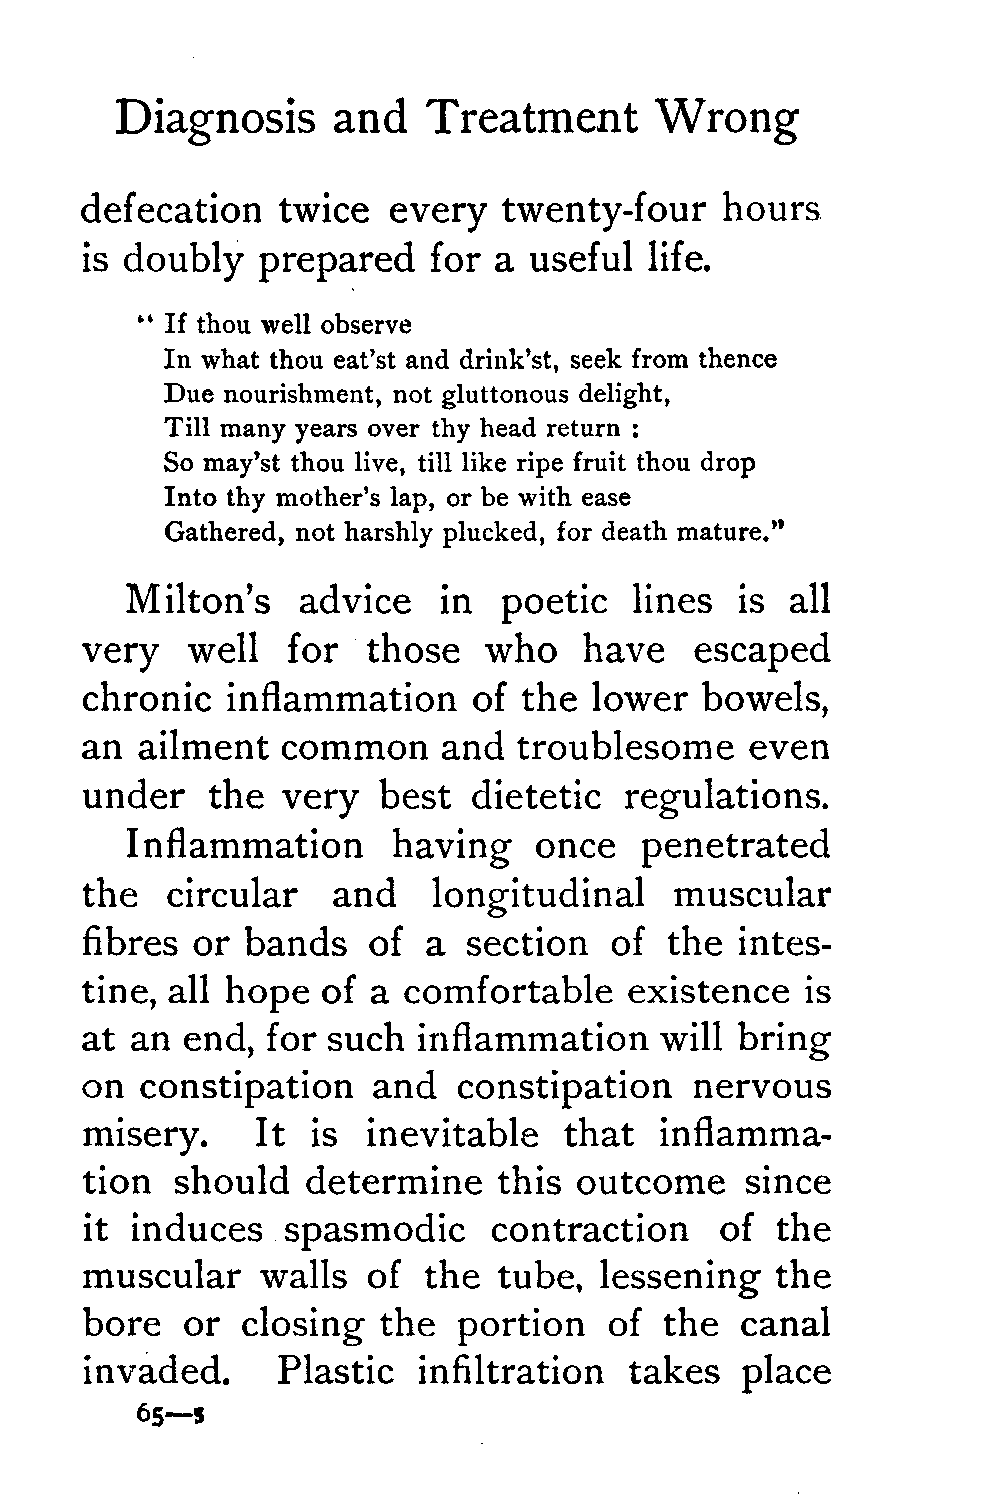 Diagnosis and Treatment Wrong
defecation twice every twenty-four hours
is doubly prepared for a useful life.
“ If thou well observe
In what thou eat’st and drink’st, seek from thence
Due nourishment, not gluttonous delight,
Till many years over thy head return :
So may’st thou live, till like ripe fruit thou drop
Into thy mother’s lap, or be with ease
Gathered, not harshly plucked, for death mature.”
Milton’s advice in poetic lines is all
very well for those who have escaped
chronic inflammation of the lower bowels,
an ailment common and troublesome even
under the very best dietetic regulations.
Inflammation having once penetrated
the circular and longitudinal muscular
fibres or bands of a section of the intes-
tine, all hope of a comfortable existence is
at an end, for such inflammation will bring
on constipation and constipation nervous
misery. It is inevitable that inflamma-
tion should determine this outcome since
it induces spasmodic contraction of the
muscular walls of the tube, lessening the
bore or closing the portion of the canal
invaded. Plastic infiltration takes place
65—5